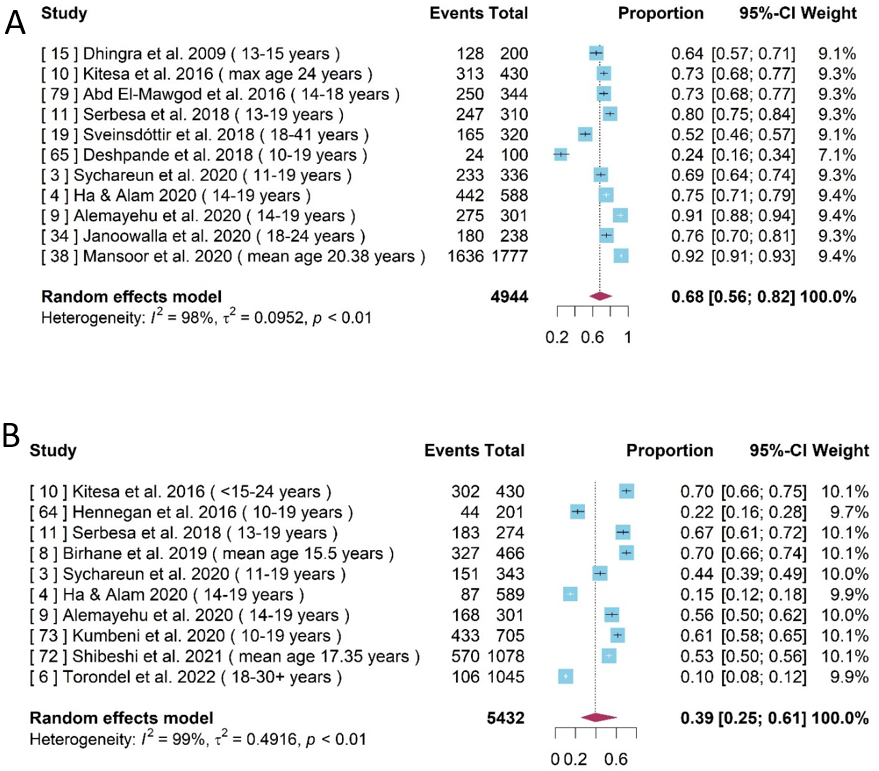 A
Study Events Total Proportion 95%-CI Weight
[ 15 ] Dhingra et al. 2009 ( 13-15 years ) 128 200 0.64 [0.57; 0.71] 9.1%
[ 10 ] Kitesa et al. 2016 ( max age 24 years ) 313 430 0.73 [0.68; 0.77] 9.3%
[ 79 ] Abd El-Mawgod et al. 2016 ( 14-18 years ) 250 344 0.73 [0.68; 0.77] 9.3%
[ 11 ] Serbesa et al. 2018 ( 13-19 years ) 247 310 0.80 [0.75; 0.84] 9.3%
[ 19 ] Sveinsdóttir et al. 2018 ( 18-41 years ) 165 320 0.52 [0.46; 0.57] 9.1%
[ 65 ] Deshpande et al. 2018 ( 10-19 years ) 24 100 0.24 [0.16; 0.34] 7.1%
[ 3 ] Sychareun et al. 2020 ( 11-19 years ) 233 336 0.69 [0.64; 0.74] 9.3%
[ 4 ] Ha & Alam 2020 ( 14-19 years ) 442 588 0.75 [0.71; 0.79] 9.4%
[ 9 ] Alemayehu et al. 2020 ( 14-19 years ) 275 301 0.91 [0.88; 0.94] 9.4%
[ 34 ] Janoowalla et al. 2020 ( 18-24 years ) 180 238 0.76 [0.70; 0.81] 9.3%
[ 38 ] Mansoor et al. 2020 ( mean age 20.38 years ) 1636 1777 0.92 [0.91; 0.93] 9.4%
Random effects model 4944 0.68 [0.56; 0.82] 100.0%
Heterogeneity: I² = 98%, τ² = 0.0952, p < 0.01
0.2 0.6 1
B
Study Events Total Proportion 95%-CI Weight
[ 10 ] Kitesa et al. 2016 ( <15-24 years ) 302 430 0.70 [0.66; 0.75] 10.1%
[ 64 ] Hennegan et al. 2016 ( 10-19 years ) 44 201 0.22 [0.16; 0.28] 9.7%
[ 11 ] Serbesa et al. 2018 ( 13-19 years ) 183 274 0.67 [0.61; 0.72] 10.1%
[ 8 ] Birhane et al. 2019 ( mean age 15.5 years ) 327 466 0.70 [0.66; 0.74] 10.1%
[ 3 ] Sychareun et al. 2020 ( 11-19 years ) 151 343 0.44 [0.39; 0.49] 10.0%
[ 4 ] Ha & Alam 2020 ( 14-19 years ) 87 589 0.15 [0.12; 0.18] 9.9%
[ 9 ] Alemayehu et al. 2020 ( 14-19 years ) 168 301 0.56 [0.50; 0.62] 10.0%
[ 73 ] Kumbeni et al. 2020 ( 10-19 years ) 433 705 0.61 [0.58; 0.65] 10.1%
[ 72 ] Shibeshi et al. 2021 ( mean age 17.35 years ) 570 1078 0.53 [0.50; 0.56] 10.1%
[ 6 ] Torondel et al. 2022 ( 18-30+ years ) 106 1045 0.10 [0.08; 0.12] 9.9%
Random effects model 5432 0.39 [0.25; 0.61] 100.0%
Heterogeneity: I² = 99%, τ² = 0.4916, p < 0.01
0 0.2 0.6